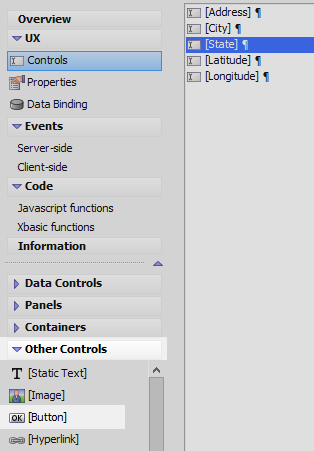 Overview
UX
Controls
Properties
Data Binding
Events
Server-side
Client-side
Code
Javascript functions
Xbasic functions
Information
Data Controls
Panels
Containers
Other Controls
T [Static Text]
[Image]
OK [Button]
[Hyperlink]
[Address] ¶
[City] ¶
[State] ¶
[Latitude] ¶
[Longitude] ¶